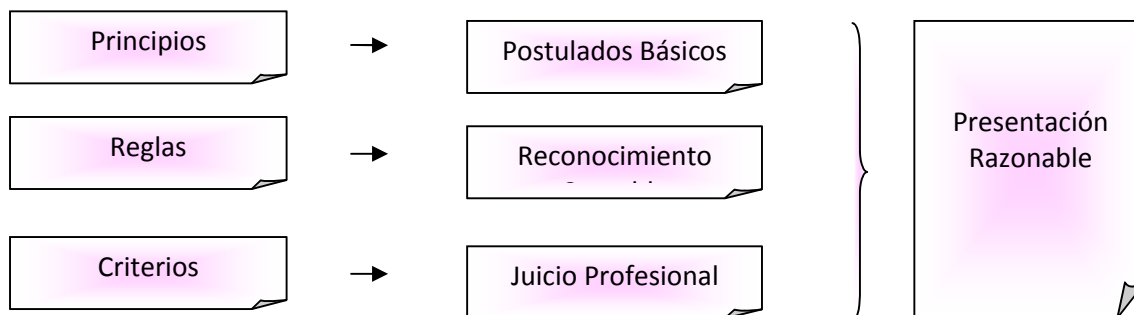 Principios
Postulados Básicos
Reglas
Reconocimiento
Criterios
Juicio Profesional
Presentación
Razonable